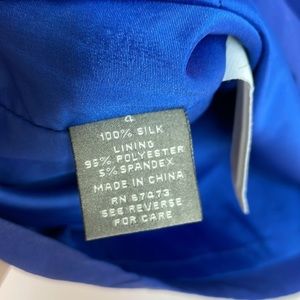 4
100% SILK
LINING
95% POLYESTER
5% SPANDEX
MADE IN CHINA
RN 67473
SEE REVERSE
FOR CARE